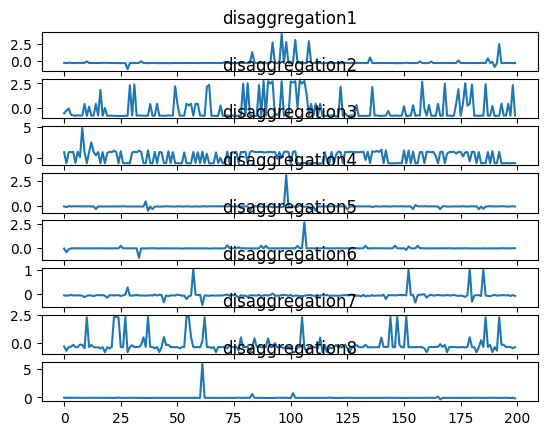 disaggregation1
2.5
0.0
disaggregation2
2.5
0.0
disaggregation3
5
0
disaggregation4
2.5
0.0
disaggregation5
2.5
0.0
disaggregation6
1
0
disaggregation7
2.5
0.0
disaggregation8
5
0
0 25 50 75 100 125 150 175 200